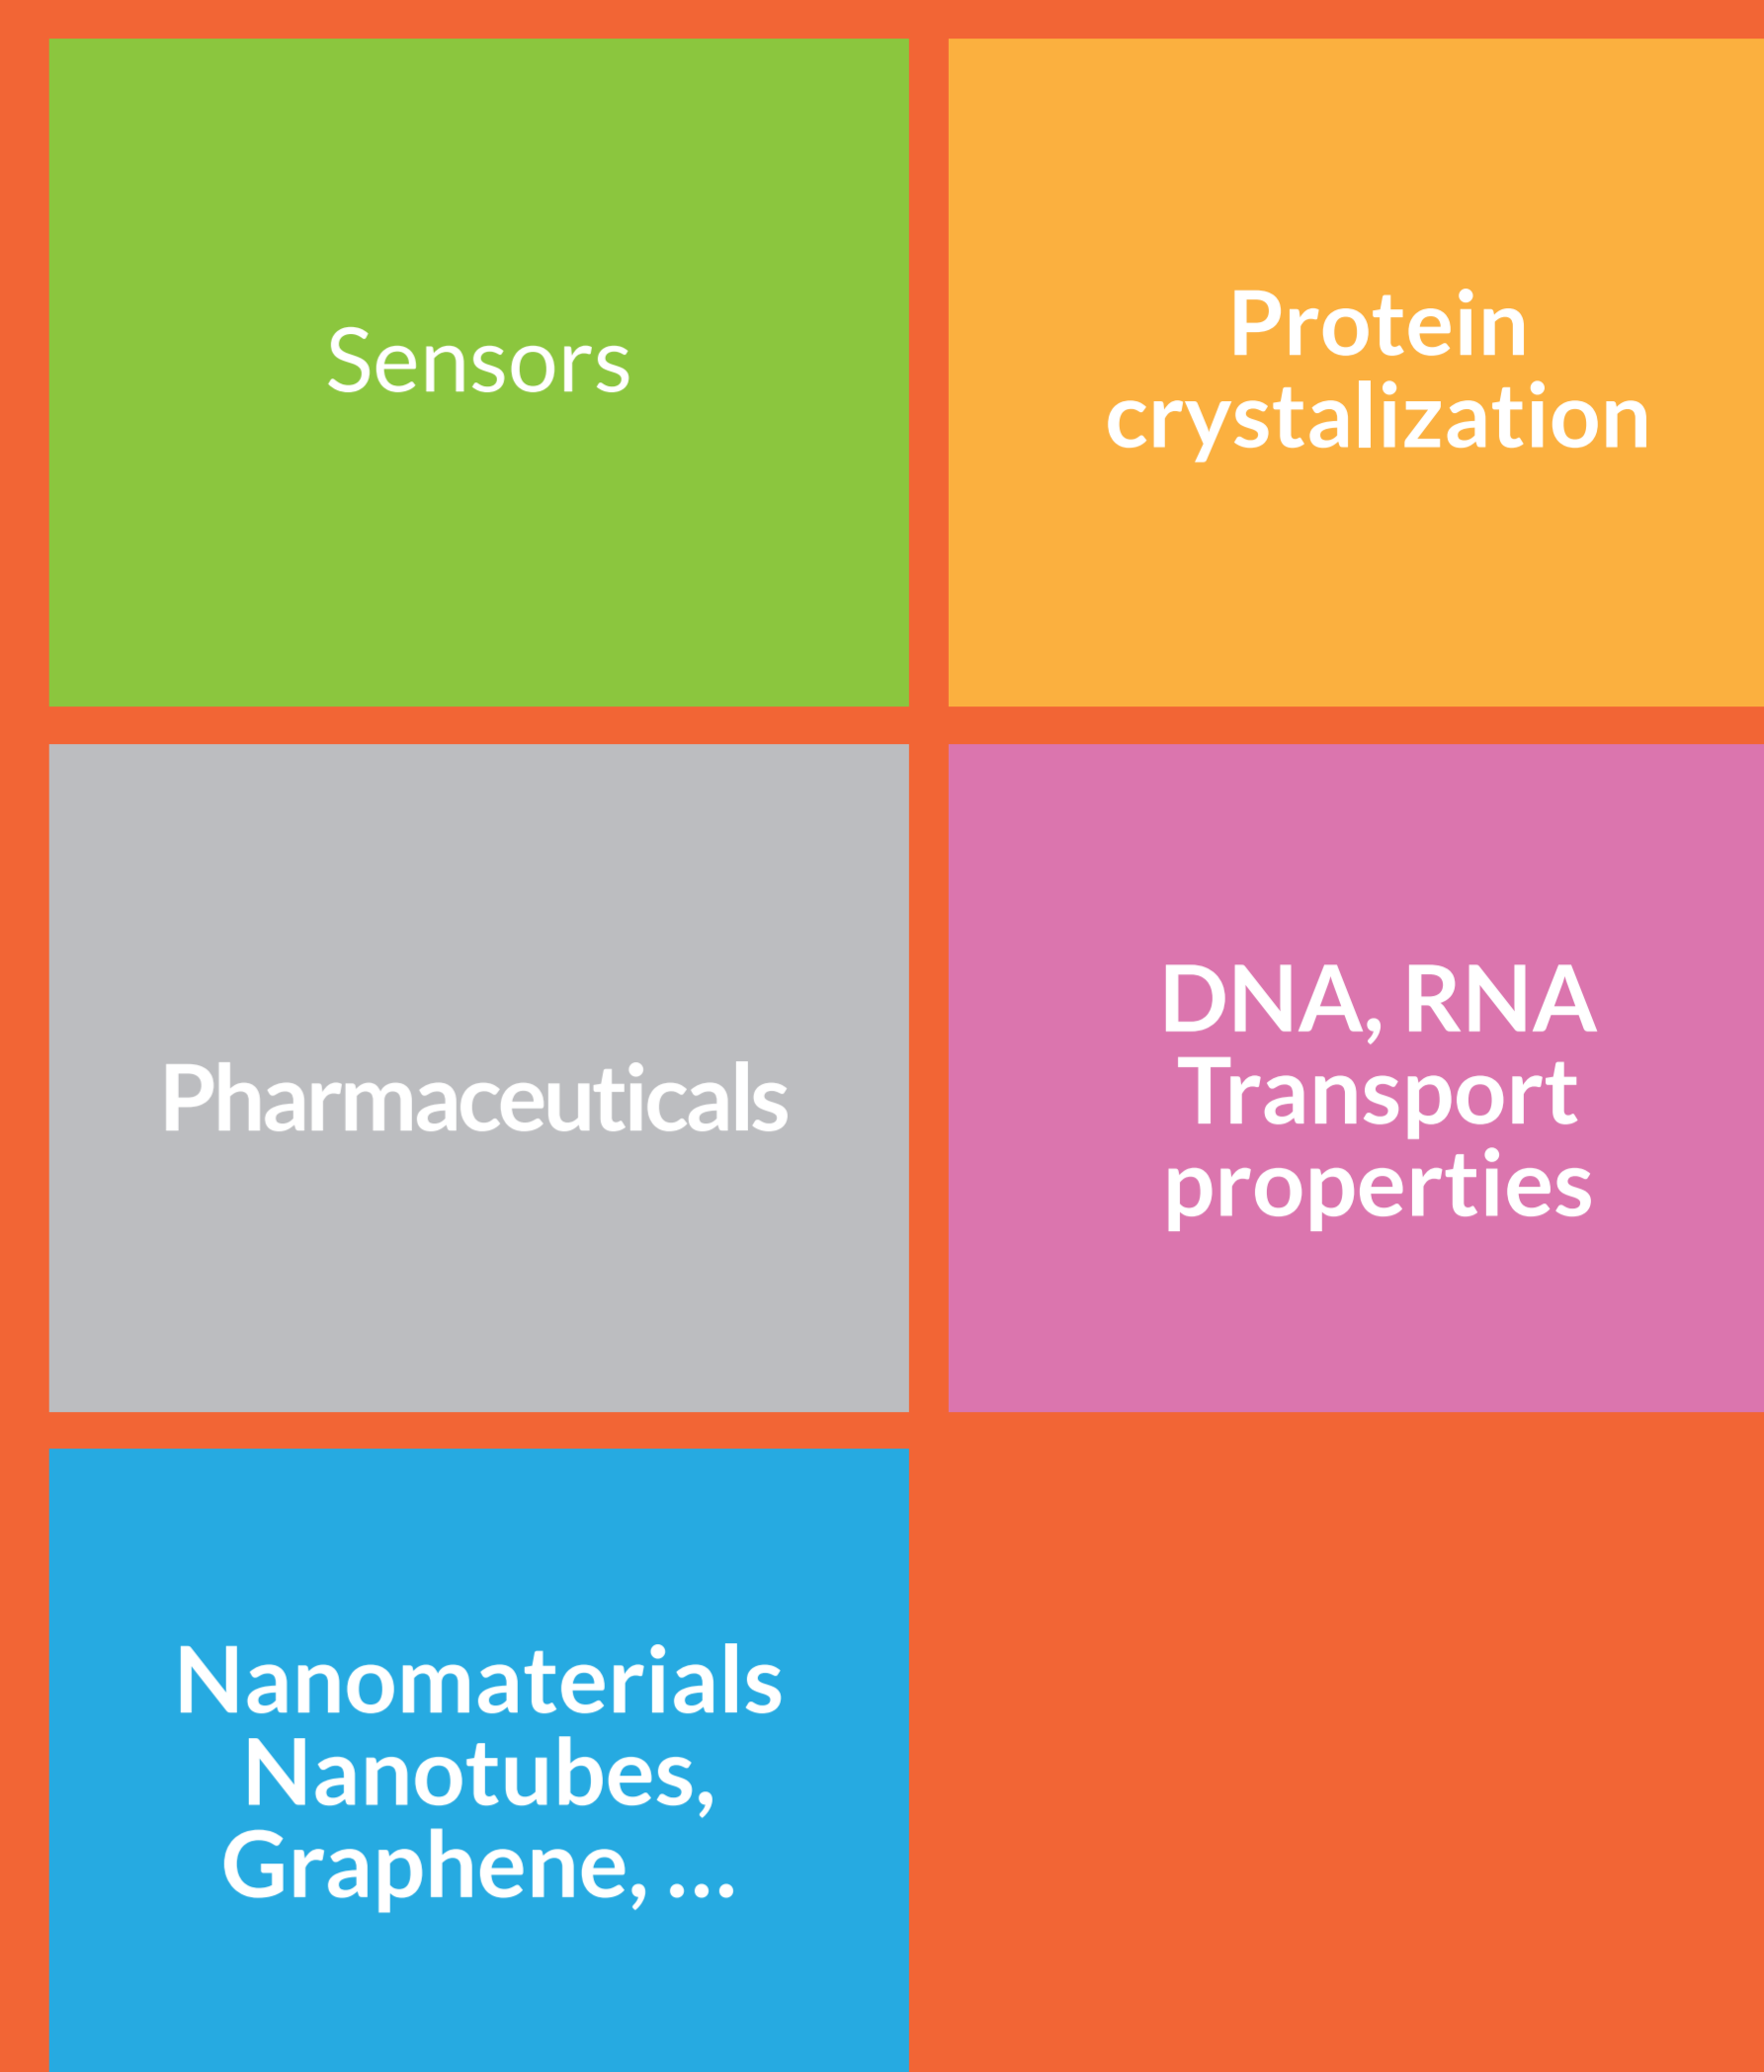 Sensors
Protein
crystalization
Pharmaceuticals
DNA, RNA
Transport
properties
Nanomaterials
Nanotubes,
Graphene, ...